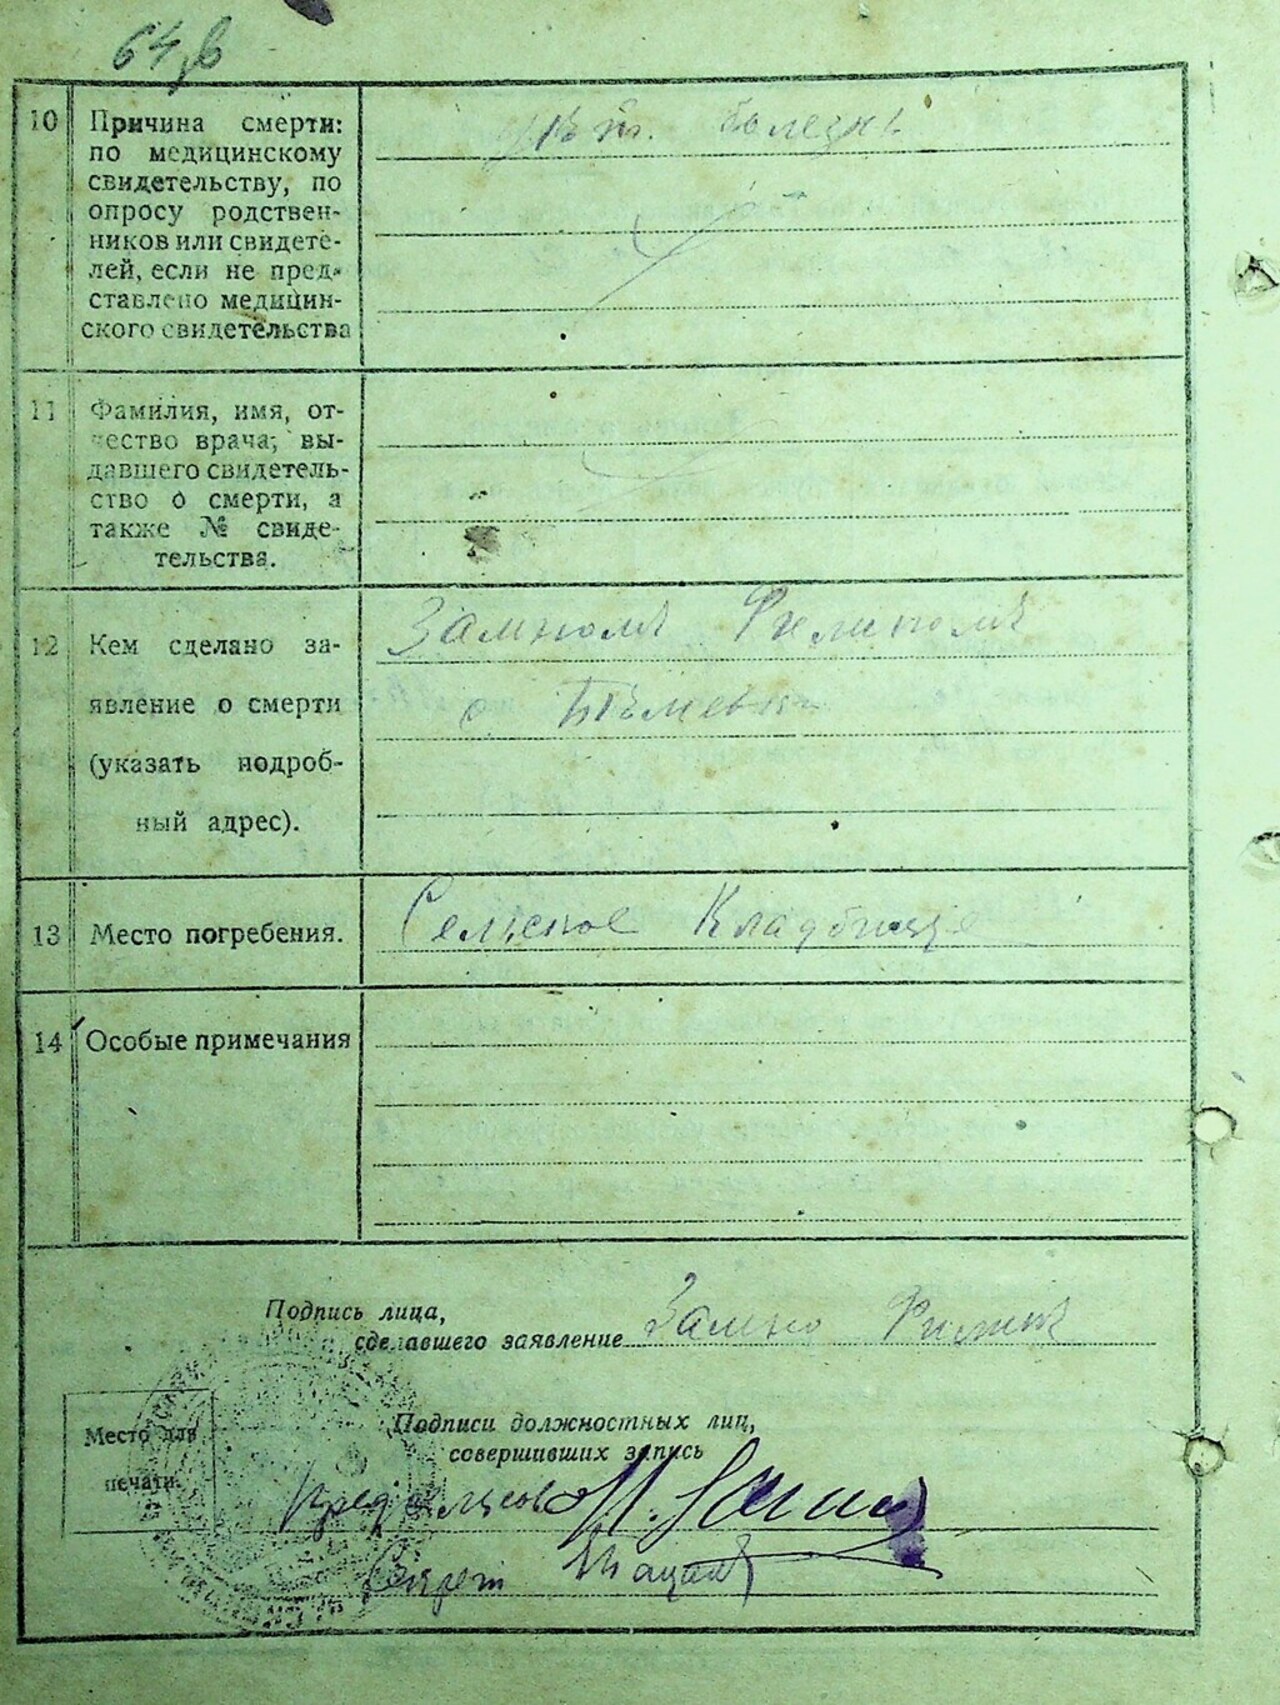 10
Причина смерти:
по медицинскому
свидетельству, по
опросу родствен-
ников или свидете-
лей, если не пред-
ставлено медицин-
ского свидетельства
болезнь
11
Фамилия, имя, от-
чество врача, вы-
давшего свидетель-
ство о смерти, а
также № свиде-
тельства.
12
Кем сделано за-
явление о смерти
(указать подроб-
ный адрес).
с
13
Место погребения.
Сельское Кладбище
14
Особые примечания
Подпись лица,
сделавшего заявление
Подписи должностных лиц,
совершивших запись
Место для
печати.
Секрет